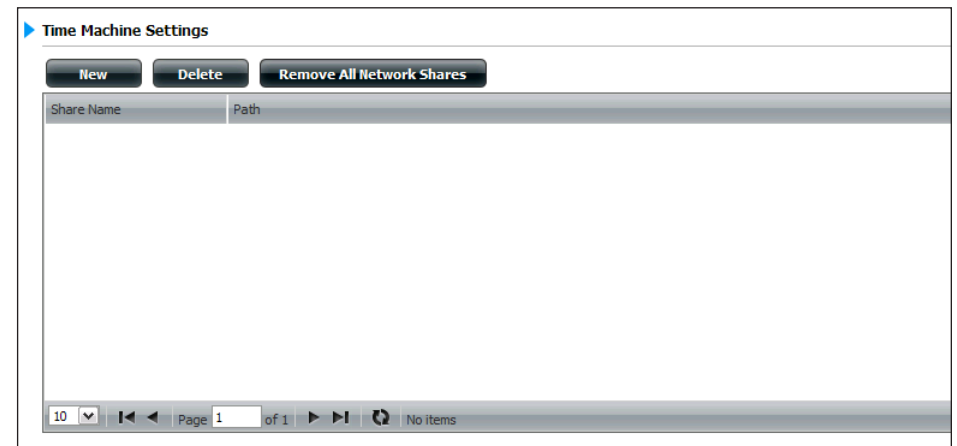 Time Machine Settings
New Delete Remove All Network Shares
Share Name Path
10 Page 1 of 1 No items